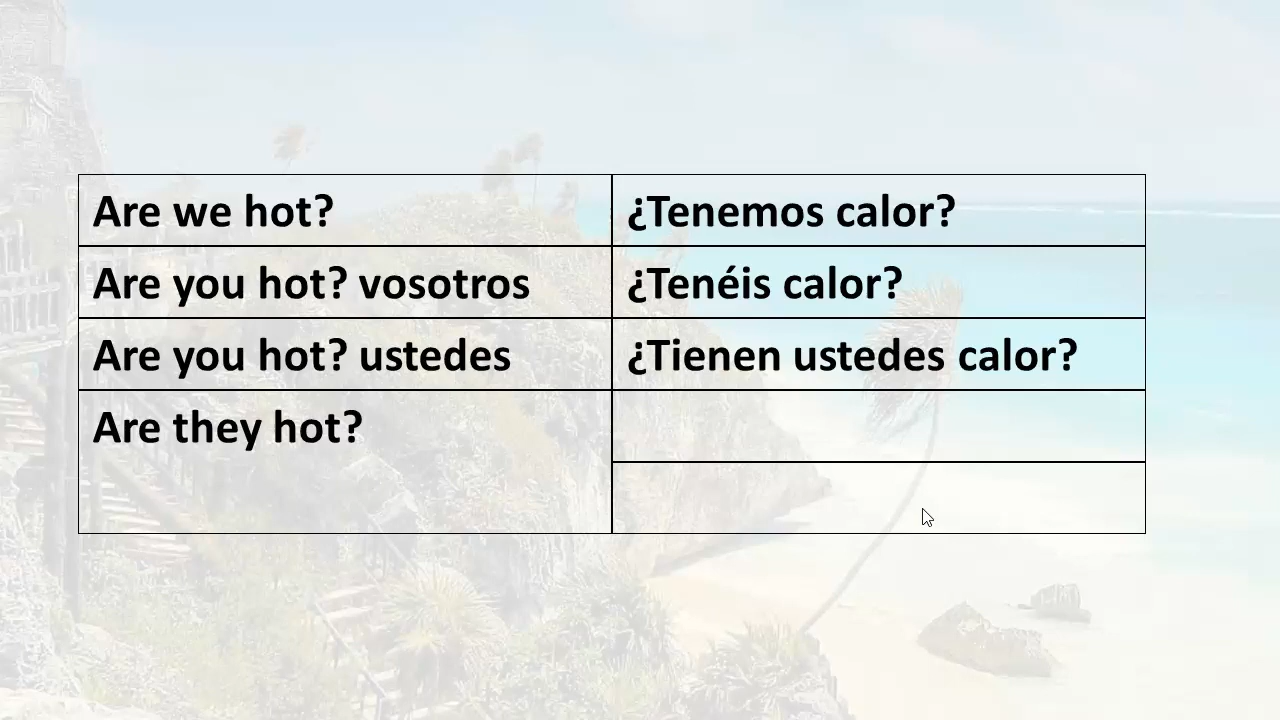 Are we hot? ¿Tenemos calor?
Are you hot? vosotros ¿Tenéis calor?
Are you hot? ustedes ¿Tienen ustedes calor?
Are they hot?